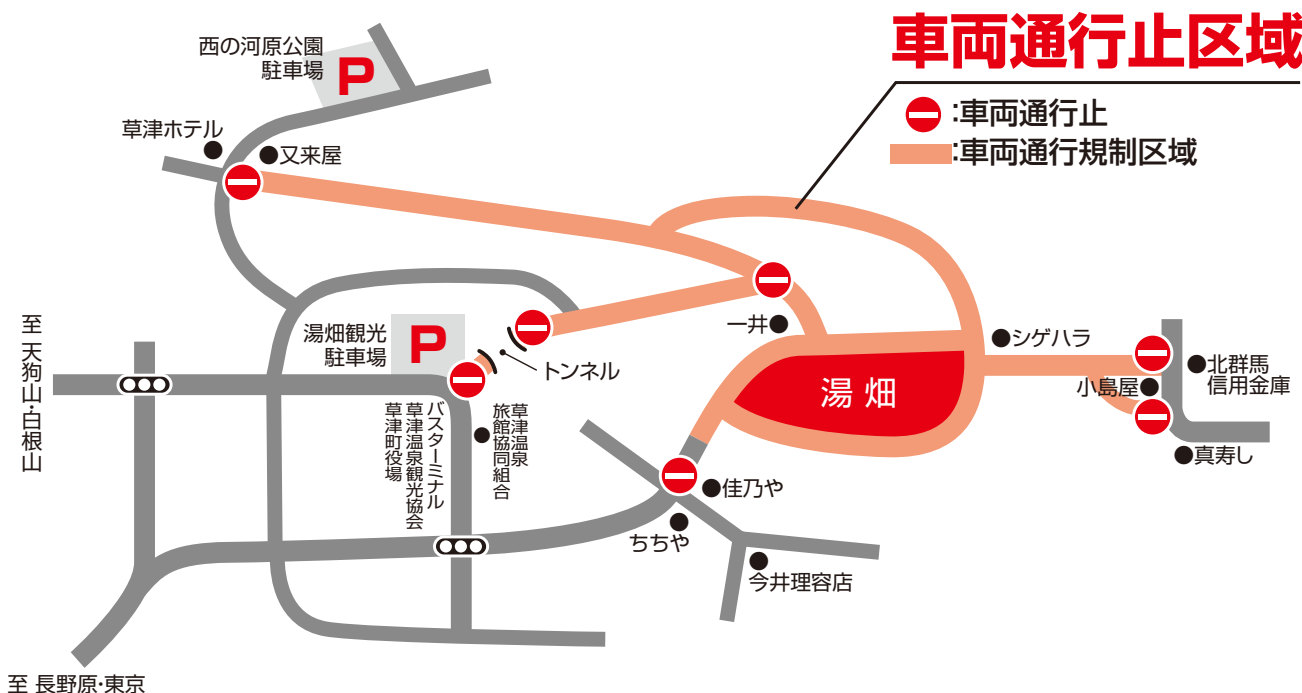 車両通行止区域
:車両通行止
:車両通行規制区域
西の河原公園
駐車場
P
草津ホテル
又来屋
湯畑観光
駐車場
P
トンネル
一井
シゲハラ
北群馬
信用金庫
小島屋
真寿し
湯畑
至 天狗山・白根山
バスターミナル
草津温泉観光協会
草津町役場
草津温泉
旅館協同組合
佳乃や
ちちや
今井理容店
至 長野原・東京